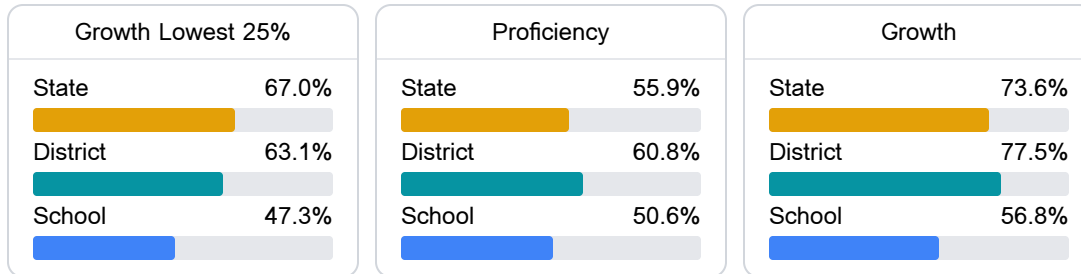 Growth Lowest 25%
State 67.0%
District 63.1%
School 47.3%
Proficiency
State 55.9%
District 60.8%
School 50.6%
Growth
State 73.6%
District 77.5%
School 56.8%